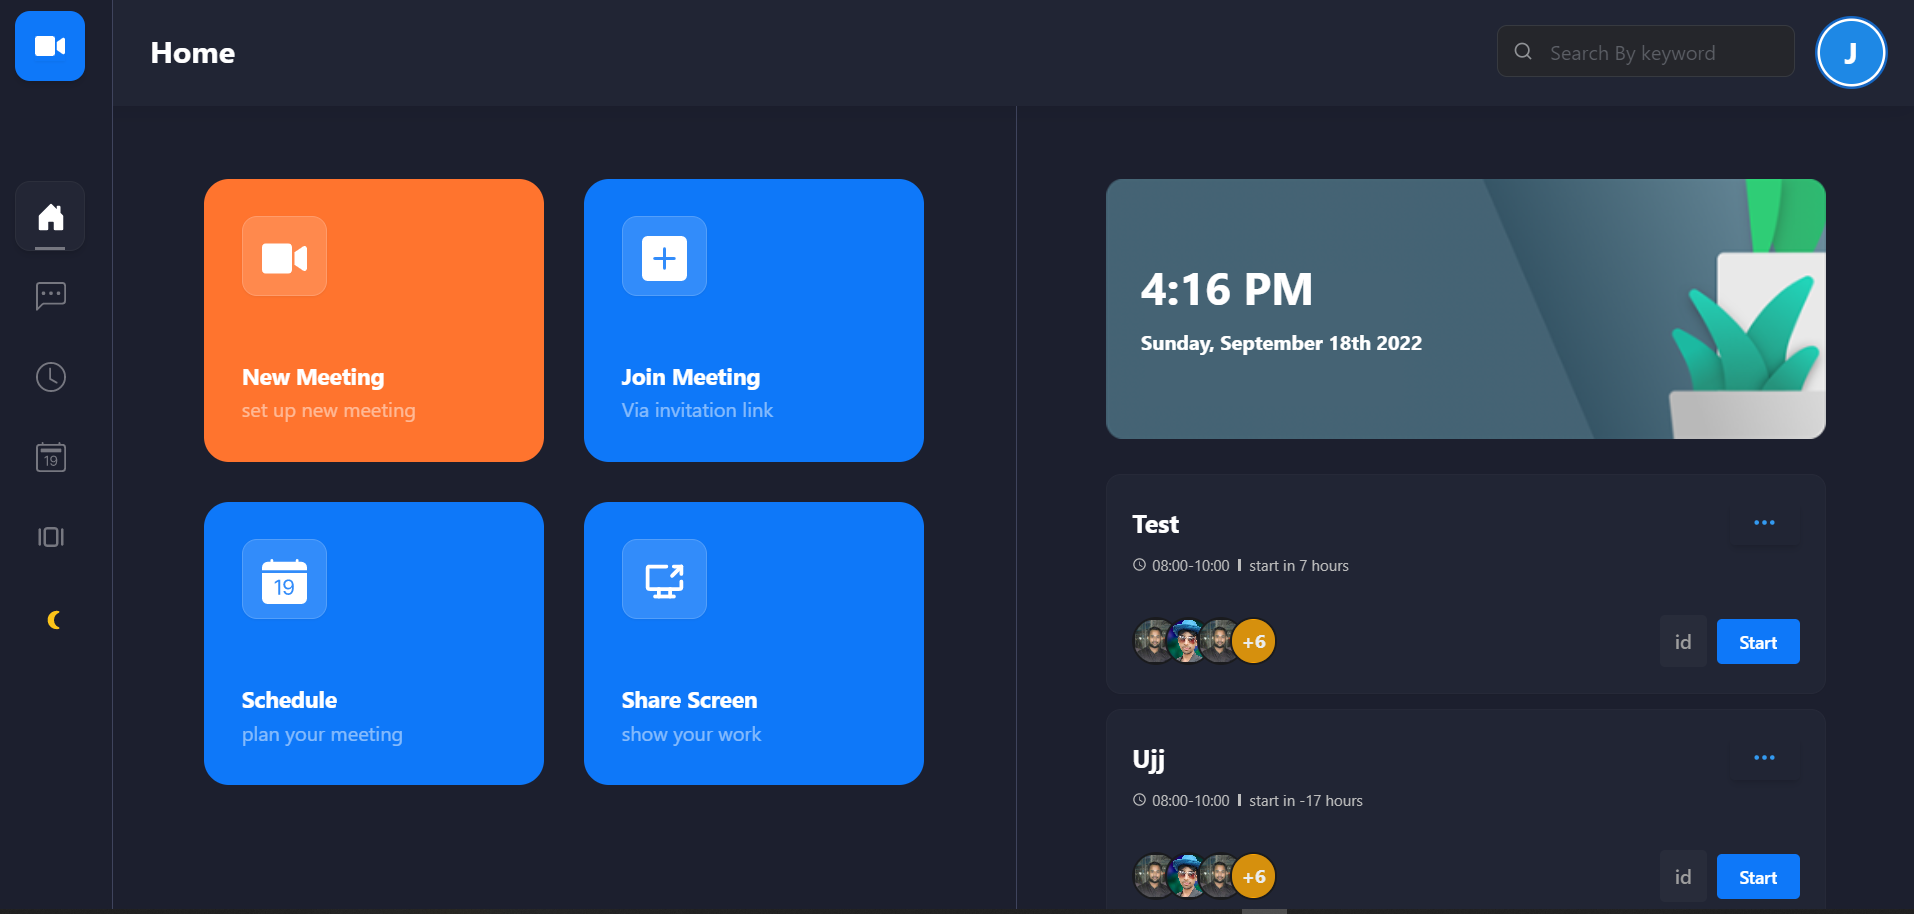 Home
Search By keyword
J
New Meeting
set up new meeting
Join Meeting
Via invitation link
19
Schedule
plan your meeting
Share Screen
show your work
19
4:16 PM
Sunday, September 18th 2022
Test
08:00-10:00 start in 7 hours
+6
id
Start
Ujj
08:00-10:00 start in -17 hours
+6
id
Start